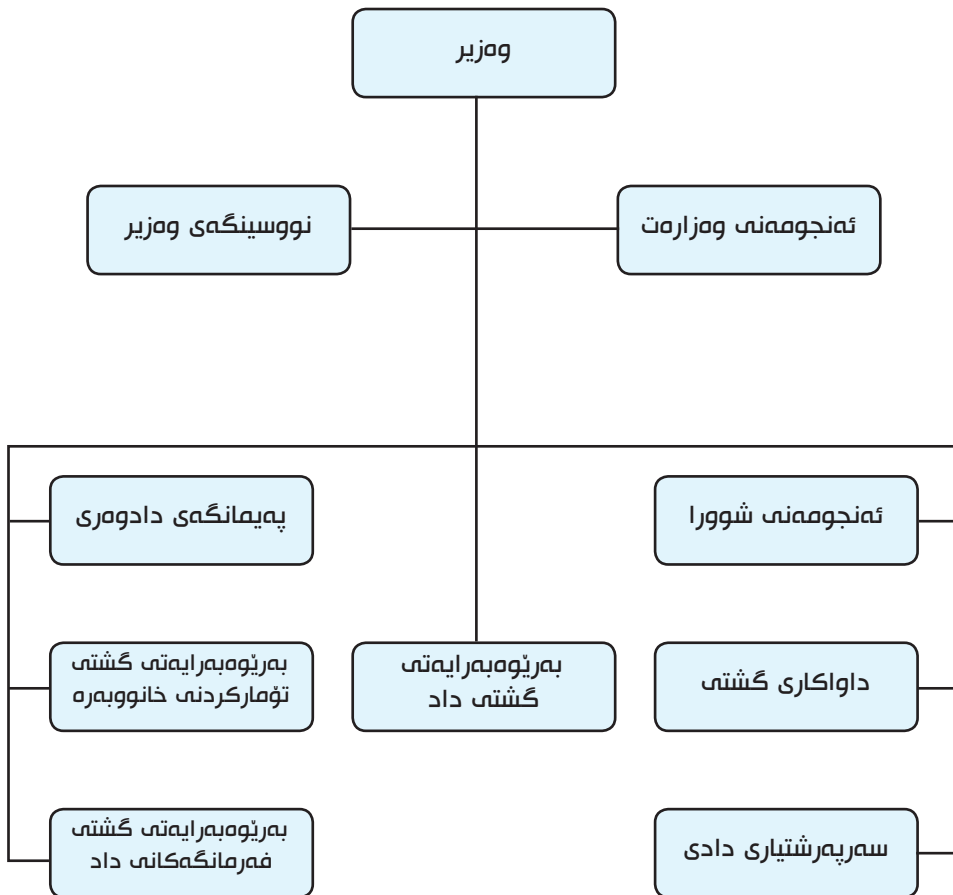 وەزیر
ئەنجومەنی وەزارەت
نووسینگەی وەزیر
ئەنجومەنی شوورا
پەیمانگەی دادوەری
داواکاری گشتی
بەڕێوەبەرایەتی
گشتی داد
بەڕێوەبەرایەتی گشتی
تۆمارکردنی خانووبەرە
سەرپەرشتیاری دادی
بەڕێوەبەرایەتی گشتی
فەرمانگەکانی داد